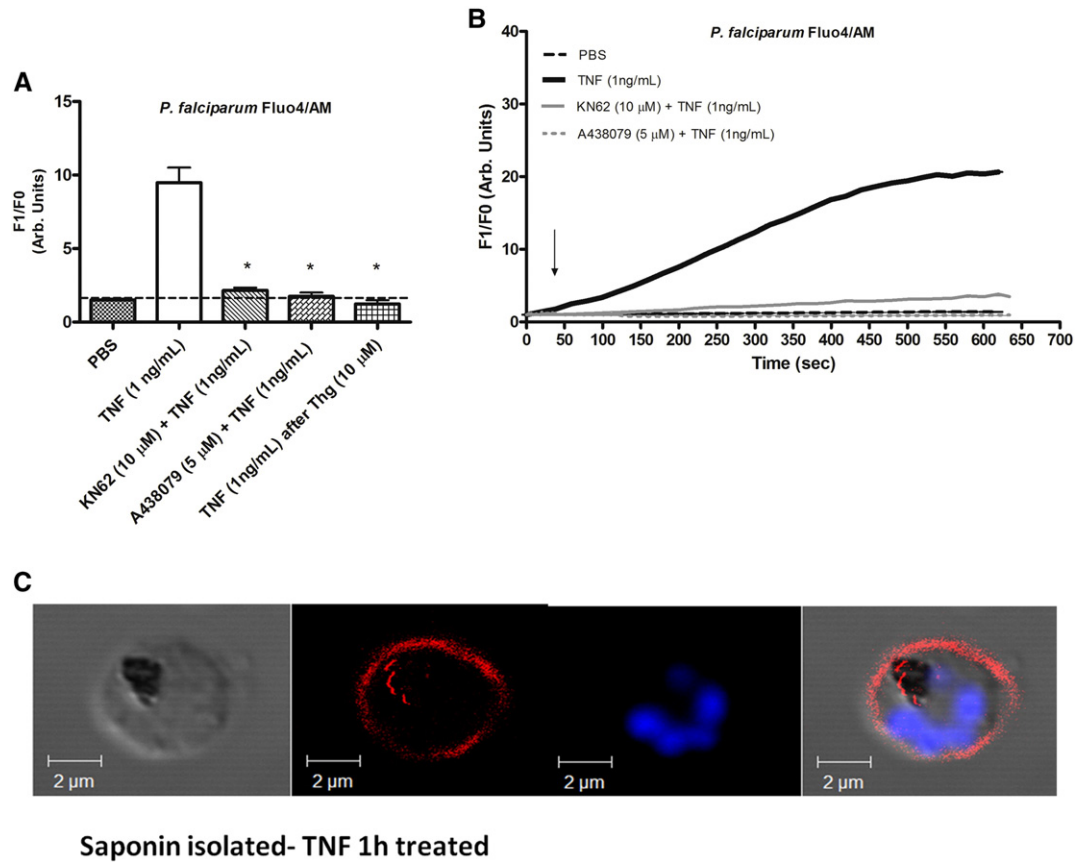 A
P. falciparum Fluo4/AM
F1/F0
(Arb. Units)
15
10
5
0
*
*
*
PBS
TNF (1 ng/mL)
KN62 (10 μM) + TNF (1ng/mL)
A438079 (5 μM) + TNF (1ng/mL)
TNF (1ng/mL) after Thg (10 μM)
B
P. falciparum Fluo4/AM
PBS
TNF (1ng/mL)
KN62 (10 μM) + TNF (1ng/mL)
A438079 (5 μM) + TNF (1ng/mL)
F1/F0 (Arb. Units)
40
30
20
10
0
0 50 100 150 200 250 300 350 400 450 500 550 600 650 700
Time (sec)
C
2 μm
2 μm
2 μm
2 μm
Saponin isolated- TNF 1h treated